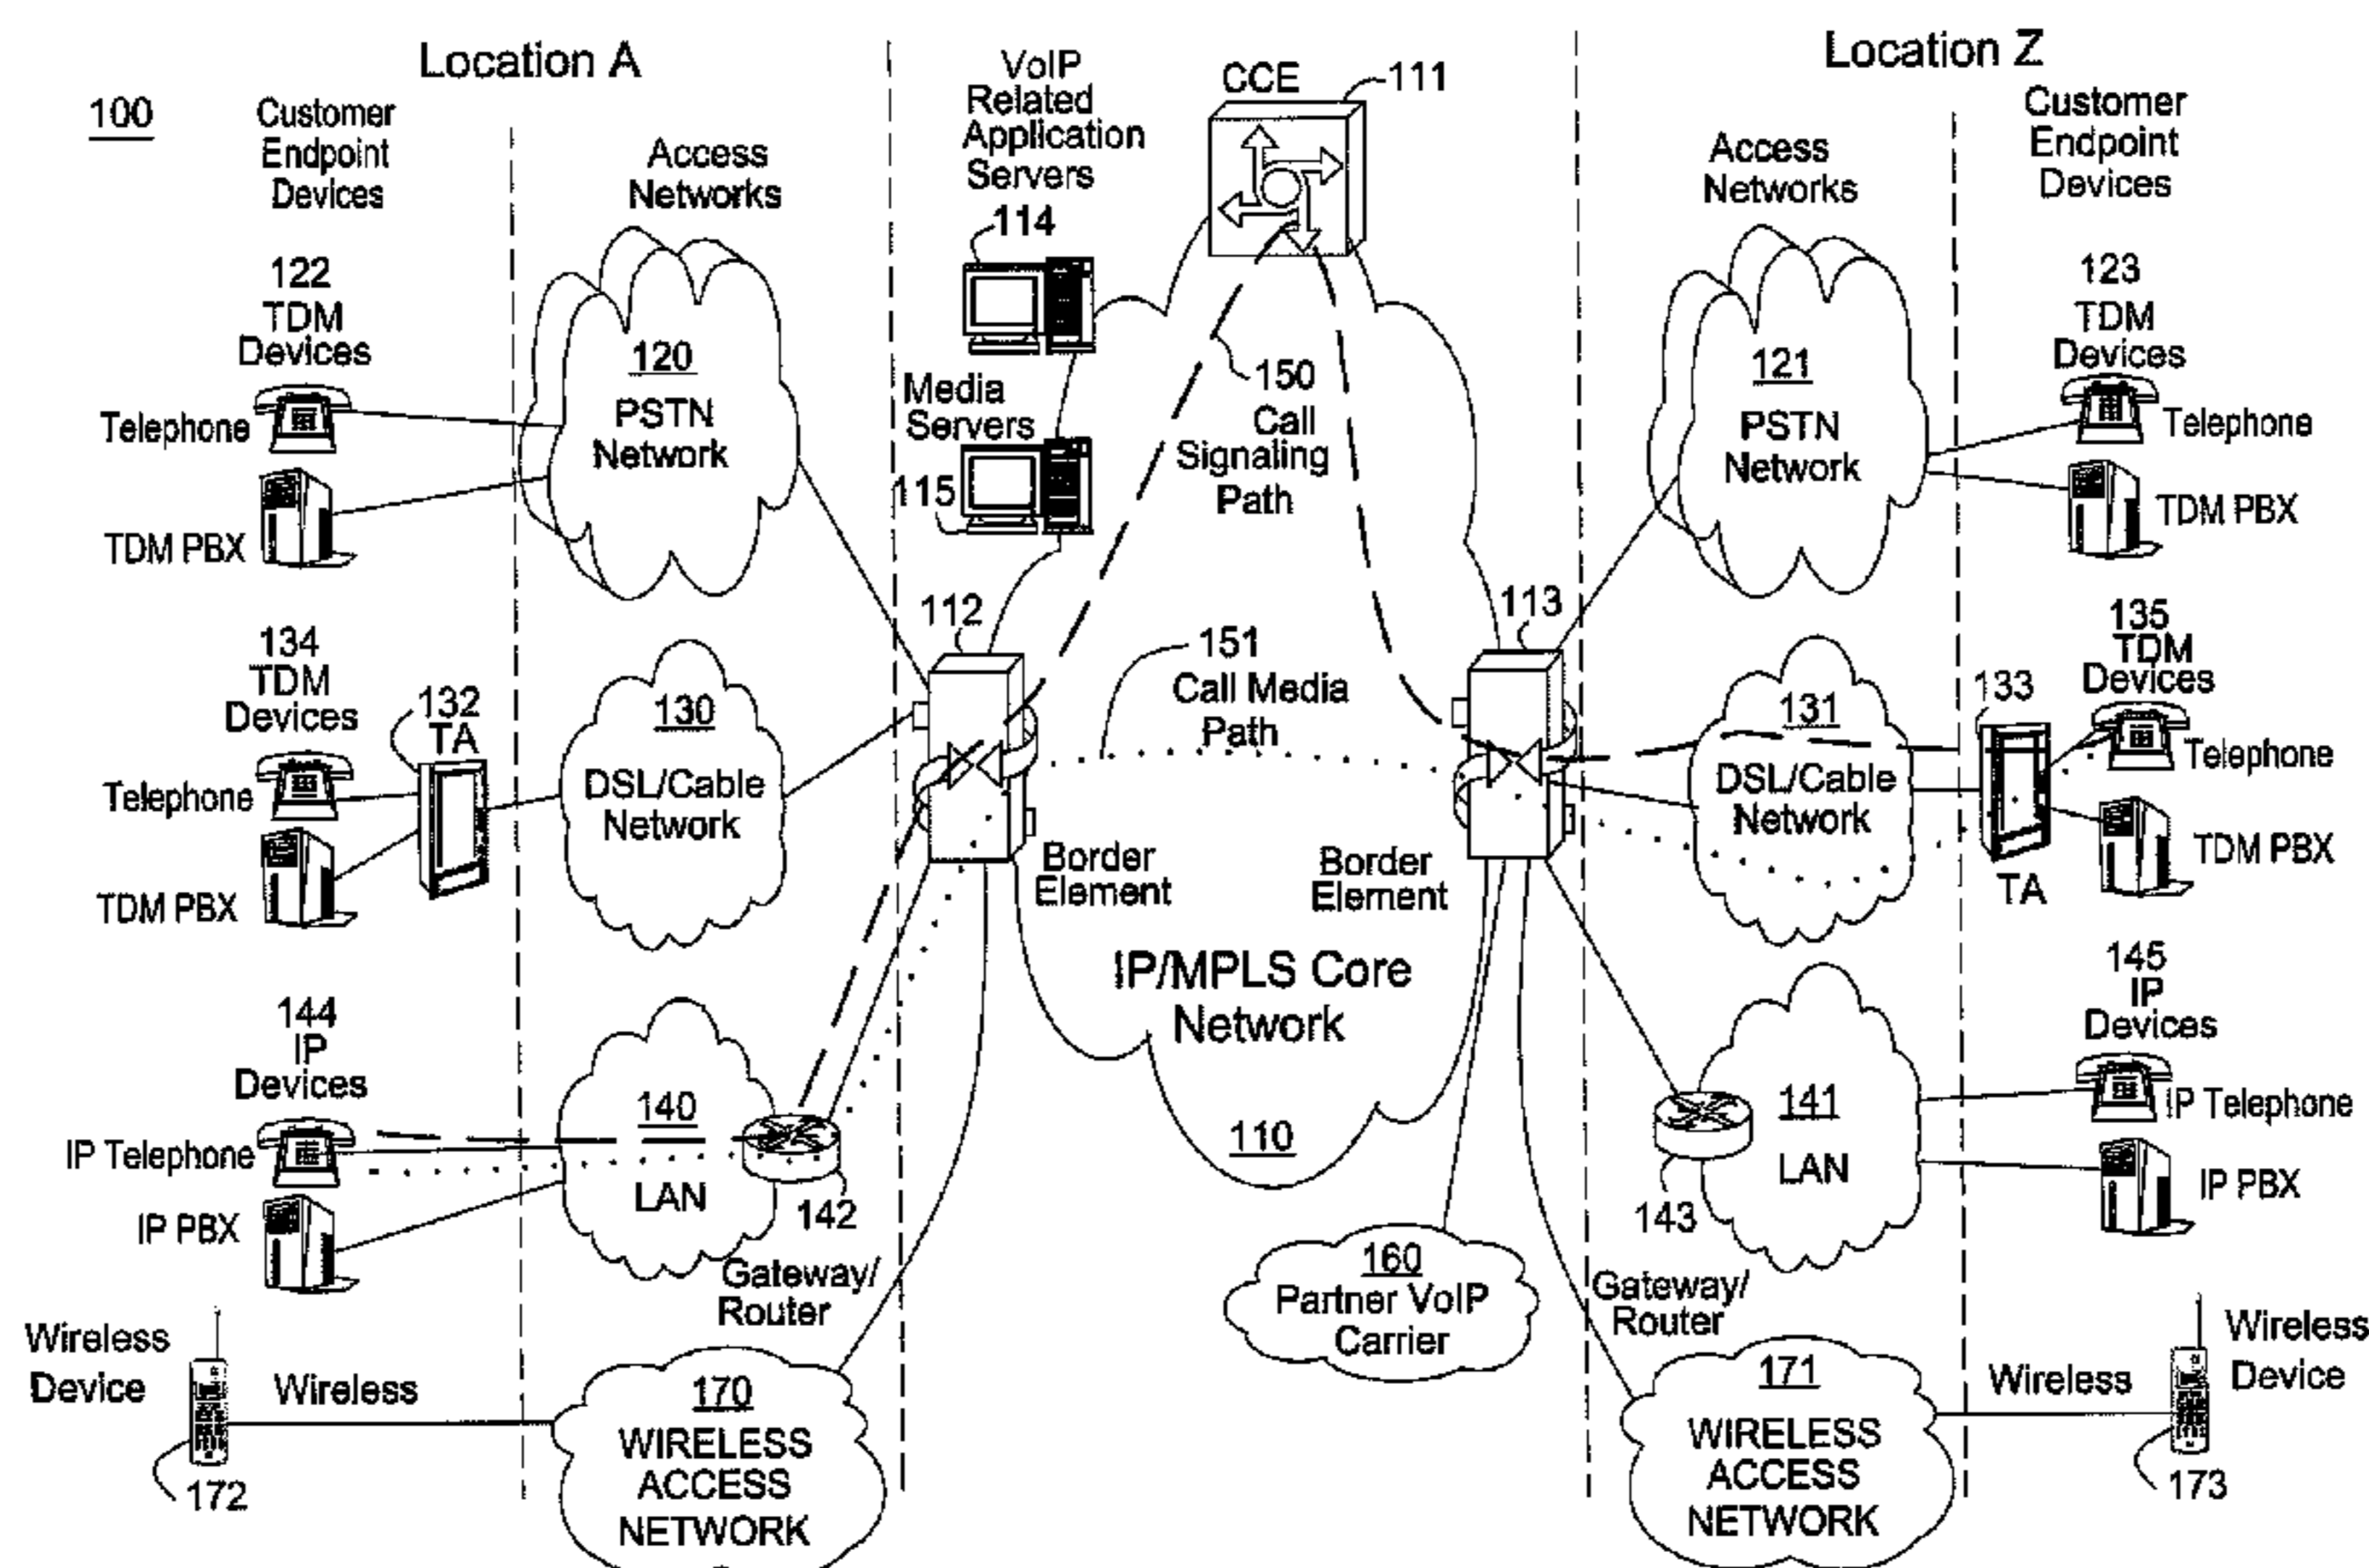 100
Location A
Customer
Endpoint
Devices
Access
Networks
122
TDM
Devices
Telephone
TDM PBX
120
PSTN
Network
134
TDM
Devices
132
TA
Telephone
TDM PBX
130
DSL/Cable
Network
144
IP
Devices
IP Telephone
IP PBX
140
LAN
142
Gateway/
Router
Wireless
Device
172
Wireless
170
WIRELESS
ACCESS
NETWORK
VoIP
Related
Application
Servers
114
Media
Servers
115
CCE
111
150
Call
Signaling
Path
112
151
Call Media
Path
113
Border
Element
Border
Element
IP/MPLS Core
Network
110
160
Partner VoIP
Carrier
Location Z
Access
Networks
Customer
Endpoint
Devices
121
PSTN
Network
123
TDM
Devices
Telephone
TDM PBX
131
DSL/Cable
Network
133
TA
135
TDM
Devices
Telephone
TDM PBX
141
LAN
143
Gateway/
Router
145
IP
Devices
IP Telephone
IP PBX
171
WIRELESS
ACCESS
NETWORK
Wireless
Wireless
Device
173